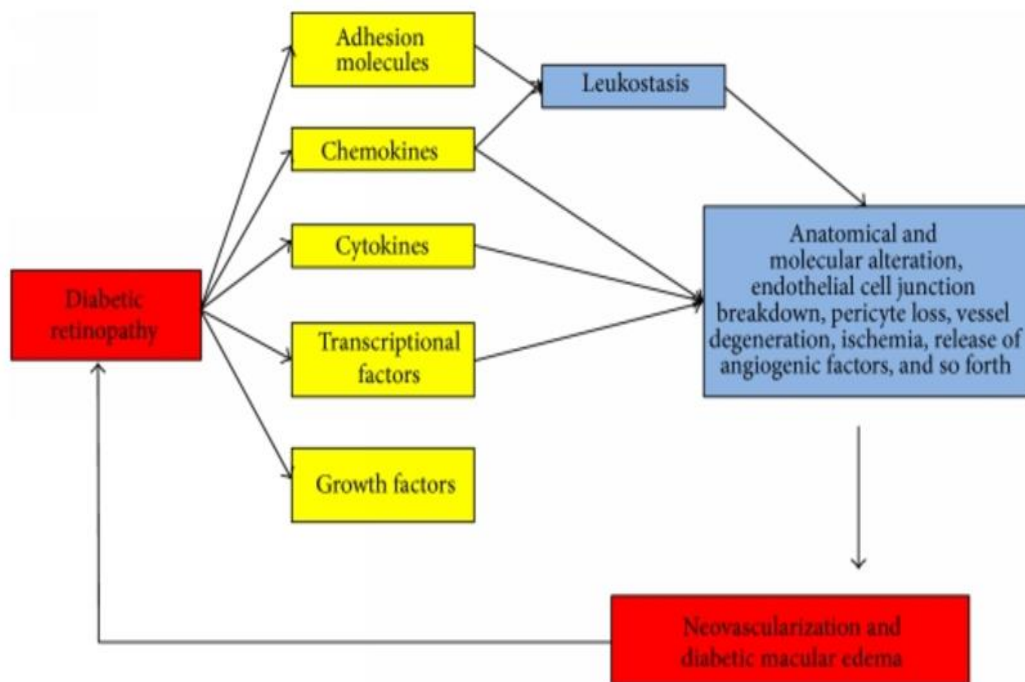 Adhesion
molecules
Leukostasis
Chemokines
Cytokines
Anatomical and
molecular alteration,
endothelial cell junction
breakdown, pericyte loss, vessel
degeneration, ischemia, release of
angiogenic factors, and so forth
Diabetic
retinopathy
Transcriptional
factors
Growth factors
Neovascularization and
diabetic macular edema